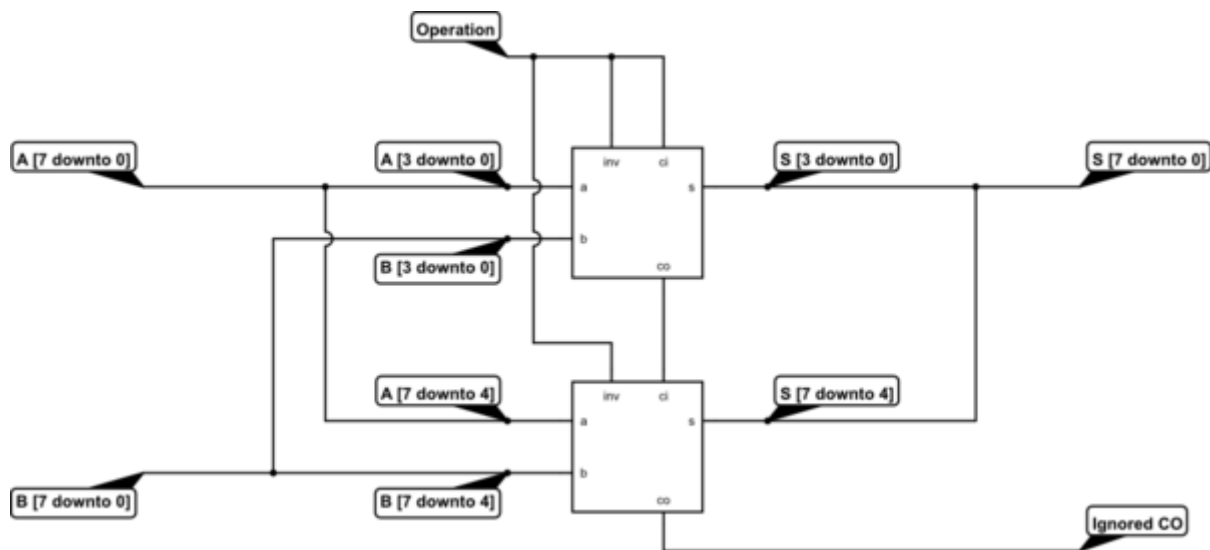 Operation
A [7 downto 0]
A [3 downto 0]
inv
ci
S [3 downto 0]
S [7 downto 0]
a
s
b
B [3 downto 0]
co
A [7 downto 4]
inv
ci
S [7 downto 4]
a
s
b
B [7 downto 0]
B [7 downto 4]
co
Ignored CO